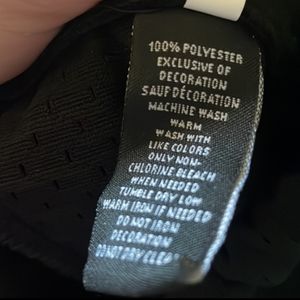 100% POLYESTER
EXCLUSIVE OF
DECORATION
SAUF DÉCORATION
MACHINE WASH
WARM
WASH WITH
LIKE COLORS
ONLY NON-
CHLORINE BLEACH
WHEN NEEDED
TUMBLE DRY LOW
WARM IRON IF NEEDED
DO NOT IRON
DECORATION
DO NOT DRY CLEAN